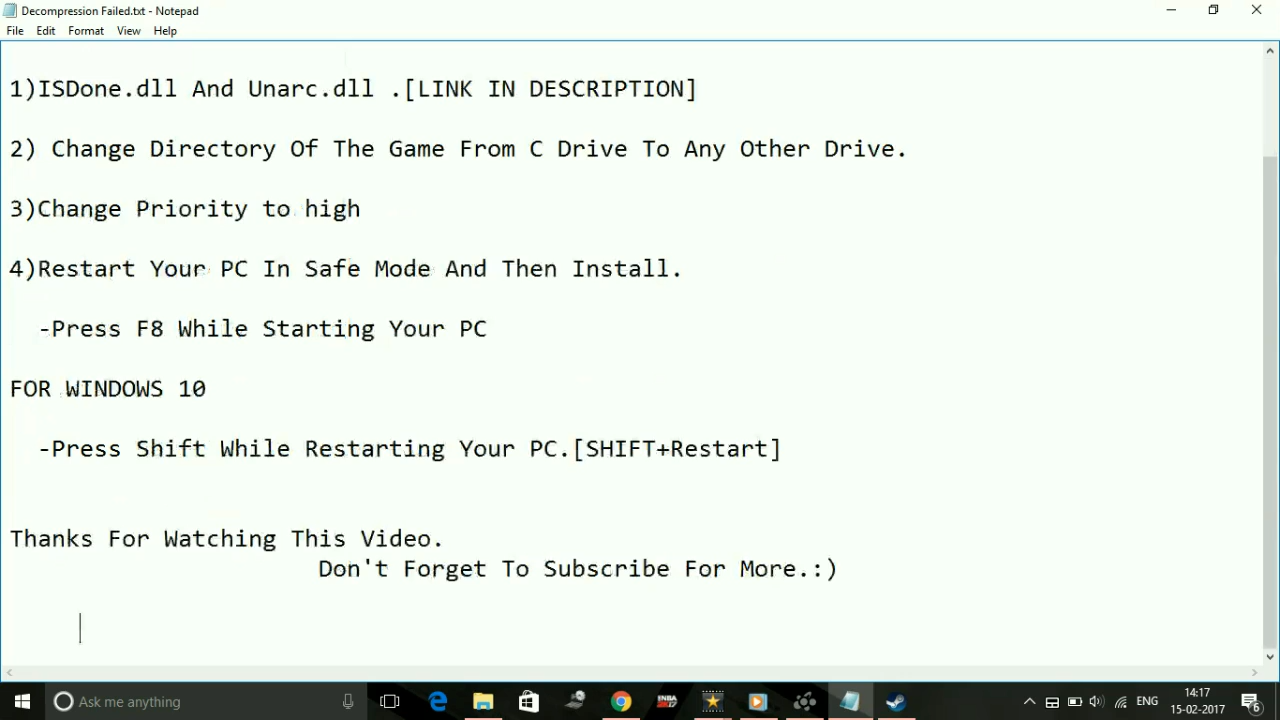 Decompression Failed.txt - Notepad
File Edit Format View Help
1)ISDone.dll And Unarc.dll .[LINK IN DESCRIPTION]
2) Change Directory Of The Game From C Drive To Any Other Drive.
3)Change Priority to high
4)Restart Your PC In Safe Mode And Then Install.
-Press F8 While Starting Your PC
FOR WINDOWS 10
-Press Shift While Restarting Your PC.[SHIFT+Restart]
Thanks For Watching This Video.
Don't Forget To Subscribe For More.:)
Ask me anything
ENG
14:17
15-02-2017
6